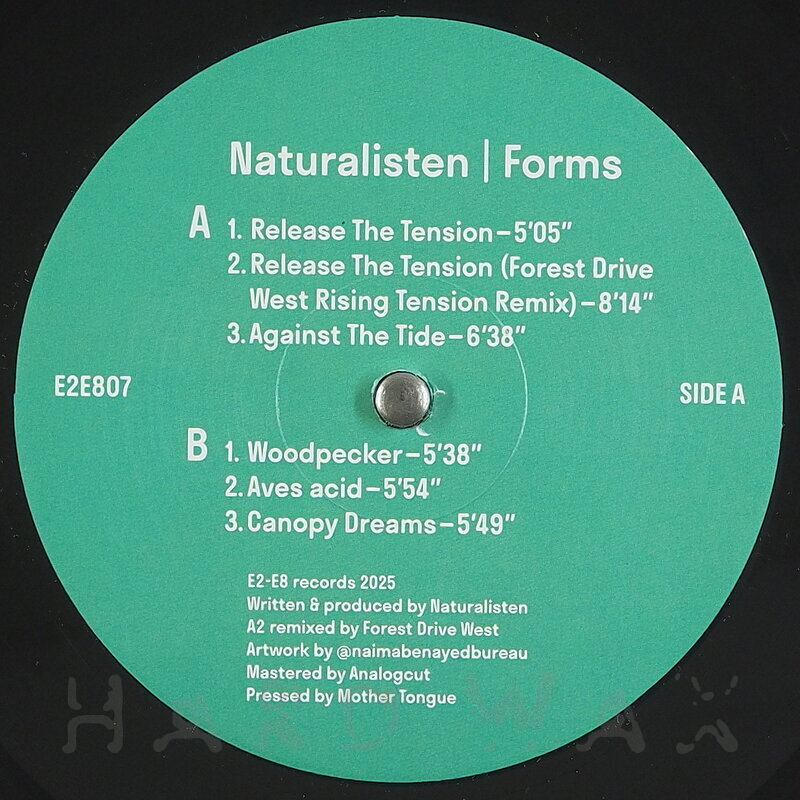 Naturalisten | Forms
A 1. Release The Tension–5'05"
2. Release The Tension (Forest Drive
West Rising Tension Remix)–8'14"
3. Against The Tide–6'38"
E2E807
SIDE A
B 1. Woodpecker–5'38"
2. Aves acid–5'54"
3. Canopy Dreams–5'49"
E2-E8 records 2025
Written & produced by Naturalisten
A2 remixed by Forest Drive West
Artwork by @naimabenayedbureau
Mastered by Analogcut
Pressed by Mother Tongue
HARD WAX